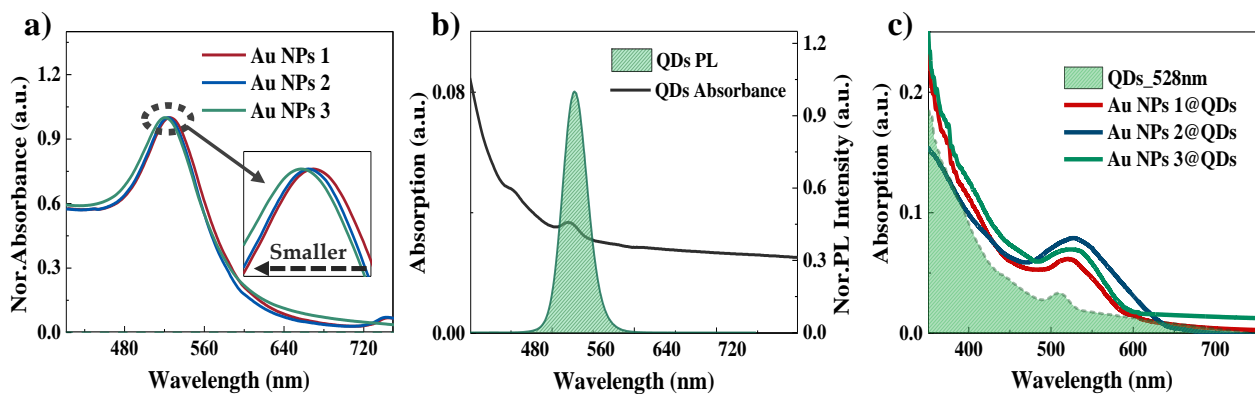 a)
Nor.Absorbance (a.u.)
1.2
0.9
0.6
0.3
0.0
Au NPs 1
Au NPs 2
Au NPs 3
Smaller
480 560 640 720
Wavelength (nm)
b)
Absorption (a.u.)
0.08
0.00
QDs PL
QDs Absorbance
1.2
0.9
0.6
0.3
0.0
Nor.PL Intensity (a.u.)
480 560 640 720
Wavelength (nm)
c)
Absorption (a.u.)
0.2
0.1
0.0
QDs_528nm
Au NPs 1@QDs
Au NPs 2@QDs
Au NPs 3@QDs
400 500 600 700
Wavelength (nm)